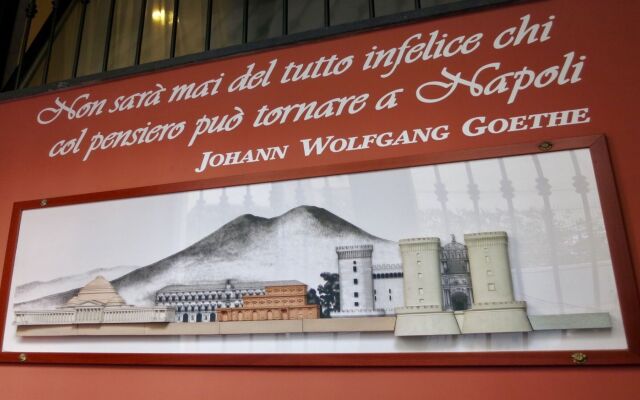 Non sarà mai del tutto infelice chi
col pensiero può tornare a Napoli
JOHANN WOLFGANG GOETHE